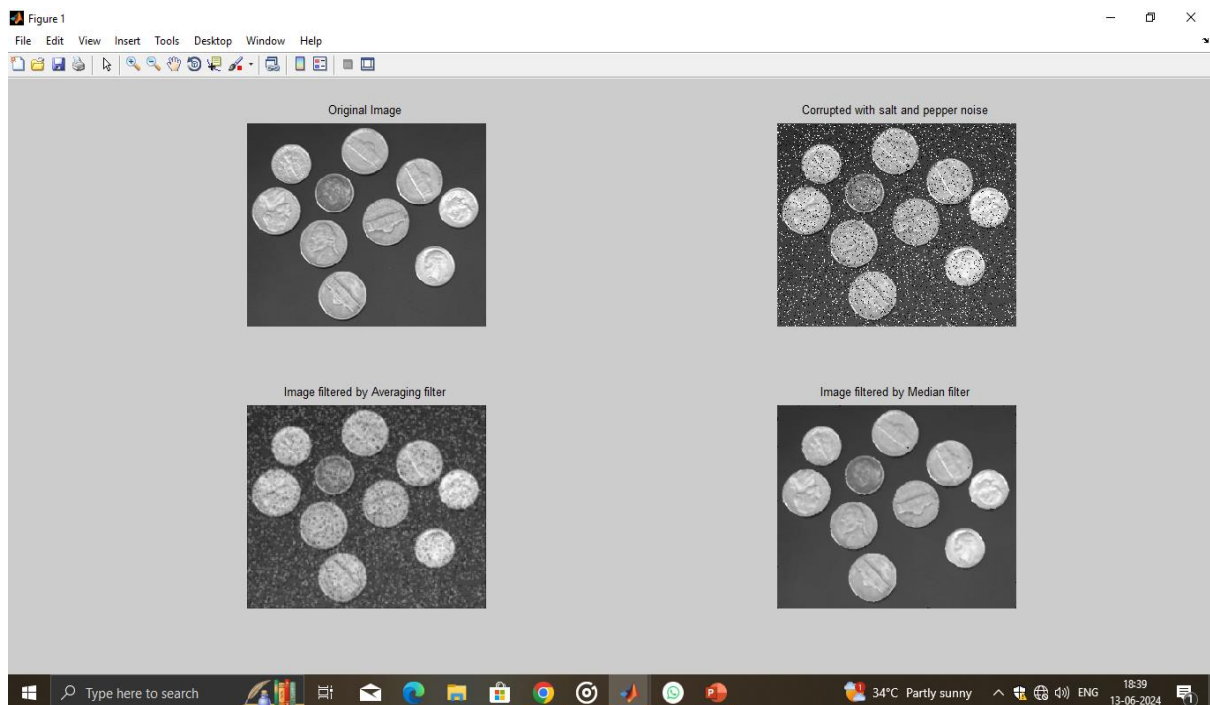 Figure 1
File Edit View Insert Tools Desktop Window Help
Original Image
Corrupted with salt and pepper noise
Image filtered by Averaging filter
Image filtered by Median filter
Type here to search
34°C Partly sunny
ENG
18:39
13-06-2024